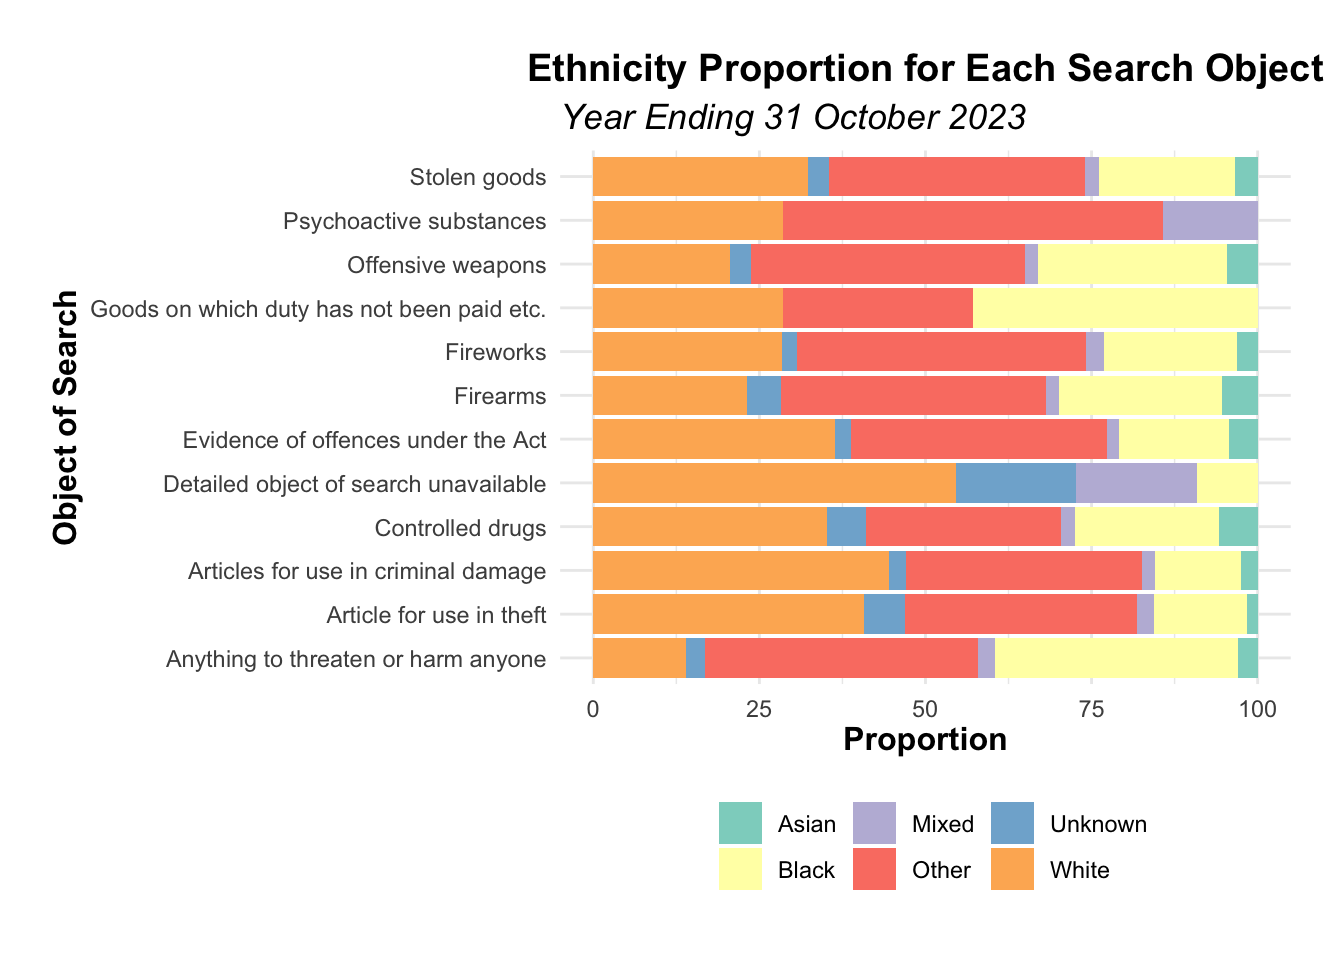 Ethnicity Proportion for Each Search Object
Year Ending 31 October 2023
Object of Search
Stolen goods
Psychoactive substances
Offensive weapons
Goods on which duty has not been paid etc.
Fireworks
Firearms
Evidence of offences under the Act
Detailed object of search unavailable
Controlled drugs
Articles for use in criminal damage
Article for use in theft
Anything to threaten or harm anyone
0 25 50 75 100
Proportion
Asian Mixed Unknown
Black Other White